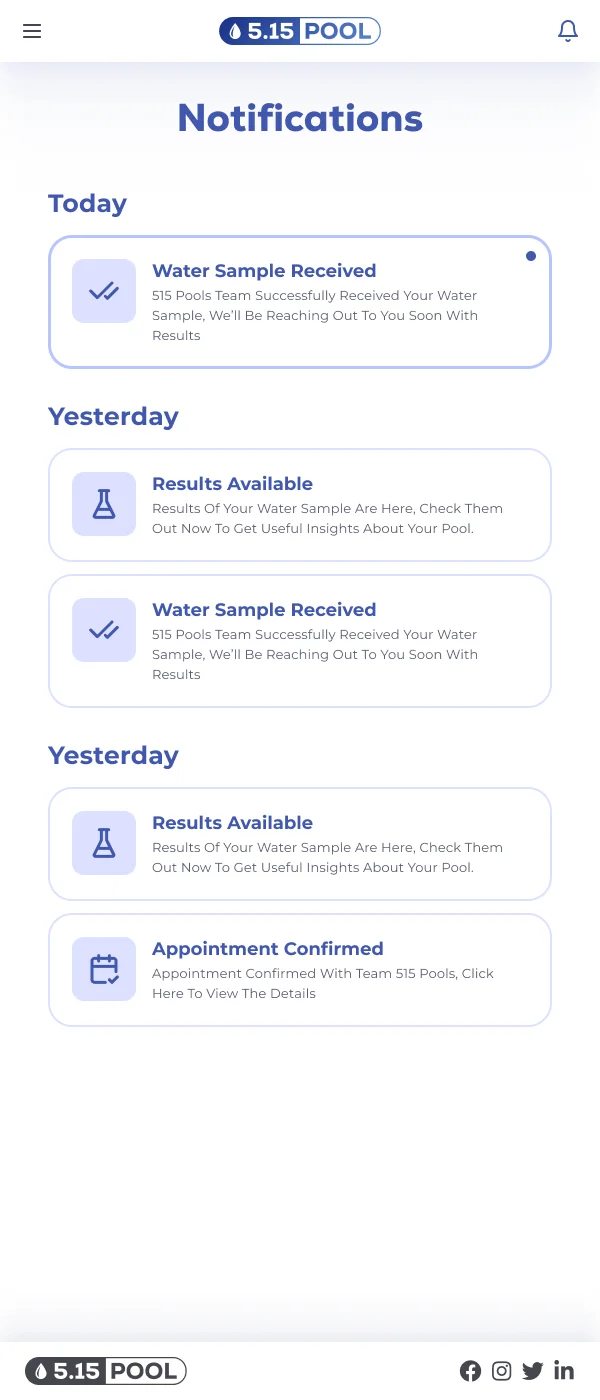 5.15 POOL
Notifications
Today
Water Sample Received
515 Pools Team Successfully Received Your Water
Sample, We'll Be Reaching Out To You Soon With
Results
Yesterday
Results Available
Results Of Your Water Sample Are Here, Check Them
Out Now To Get Useful Insights About Your Pool.
Water Sample Received
515 Pools Team Successfully Received Your Water
Sample, We'll Be Reaching Out To You Soon With
Results
Yesterday
Results Available
Results Of Your Water Sample Are Here, Check Them
Out Now To Get Useful Insights About Your Pool.
Appointment Confirmed
Appointment Confirmed With Team 515 Pools, Click
Here To View The Details
5.15 POOL